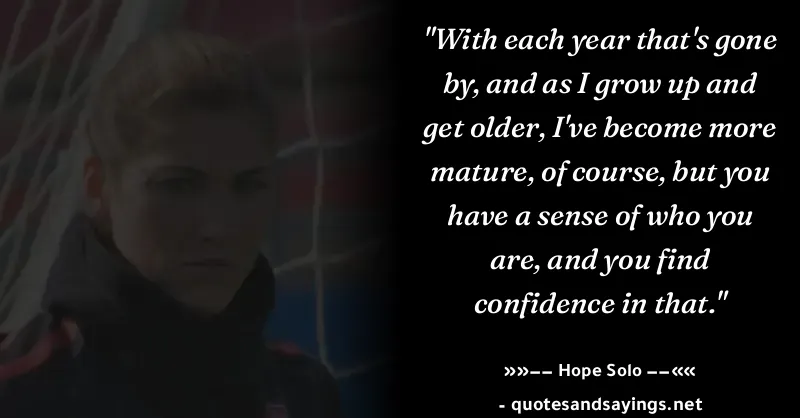 "With each year that's gone
by, and as I grow up and
get older, I've become more
mature, of course, but you
have a sense of who you
are, and you find
confidence in that."
»»−− Hope Solo −−««
- quotesandsayings.net